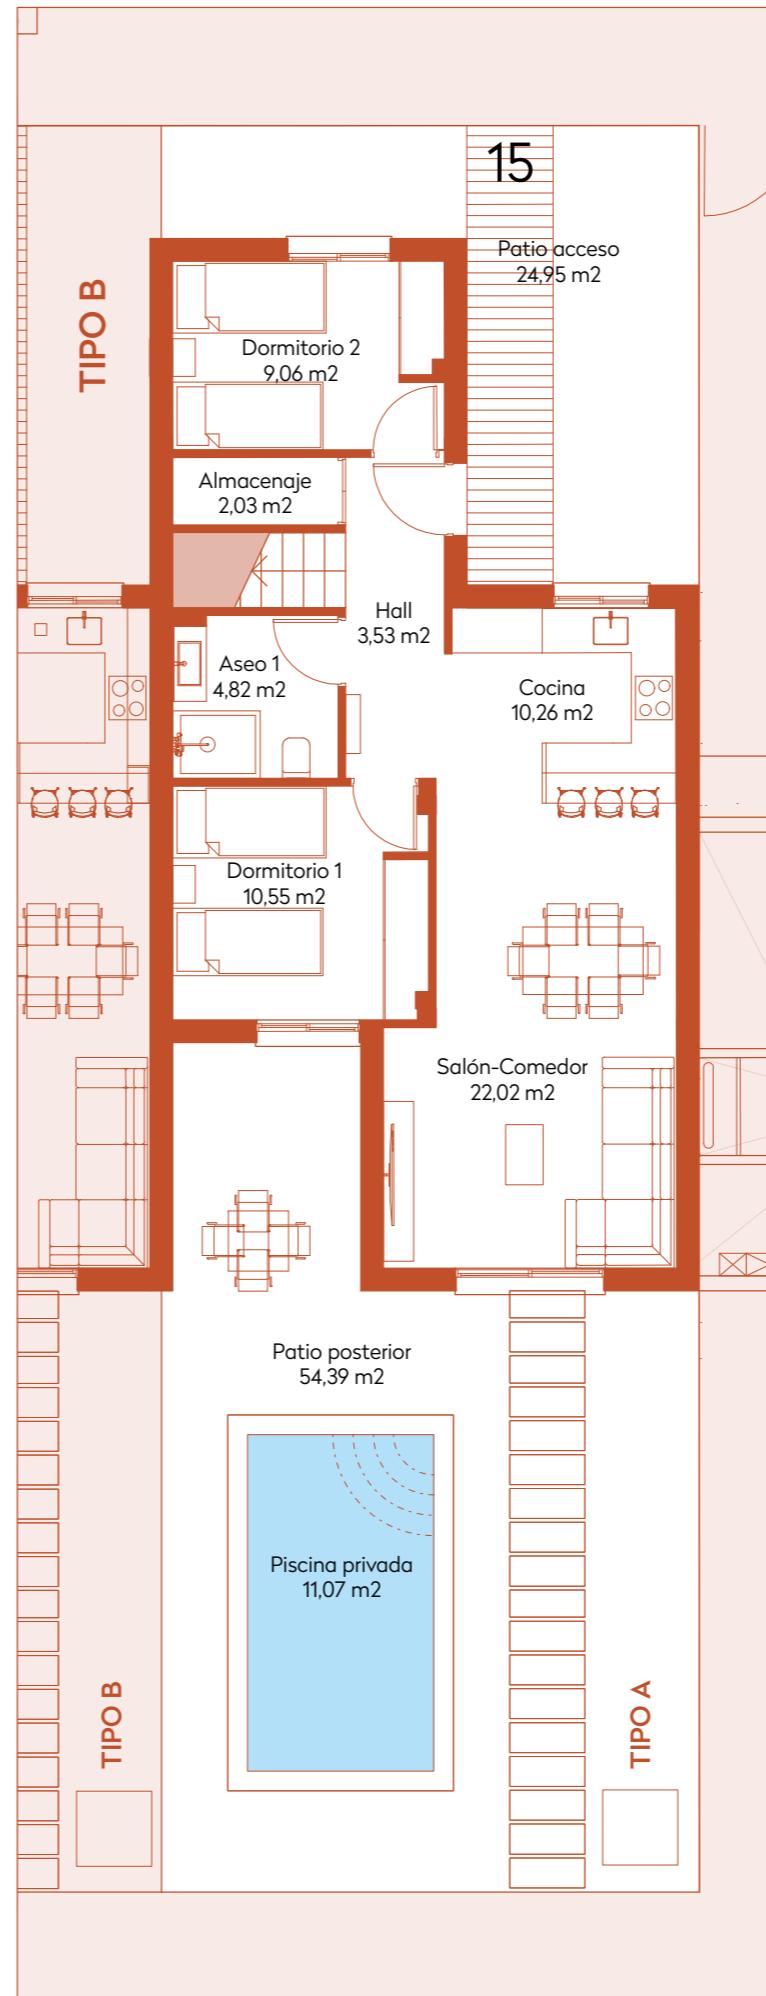 15
Patio acceso
24,95 m2
TIPO B
Dormitorio 2
9,06 m2
Almacenaje
2,03 m2
Hall
3,53 m2
Aseo 1
4,82 m2
Cocina
10,26 m2
Dormitorio 1
10,55 m2
Salón-Comedor
22,02 m2
Patio posterior
54,39 m2
Piscina privada
11,07 m2
TIPO B
TIPO A